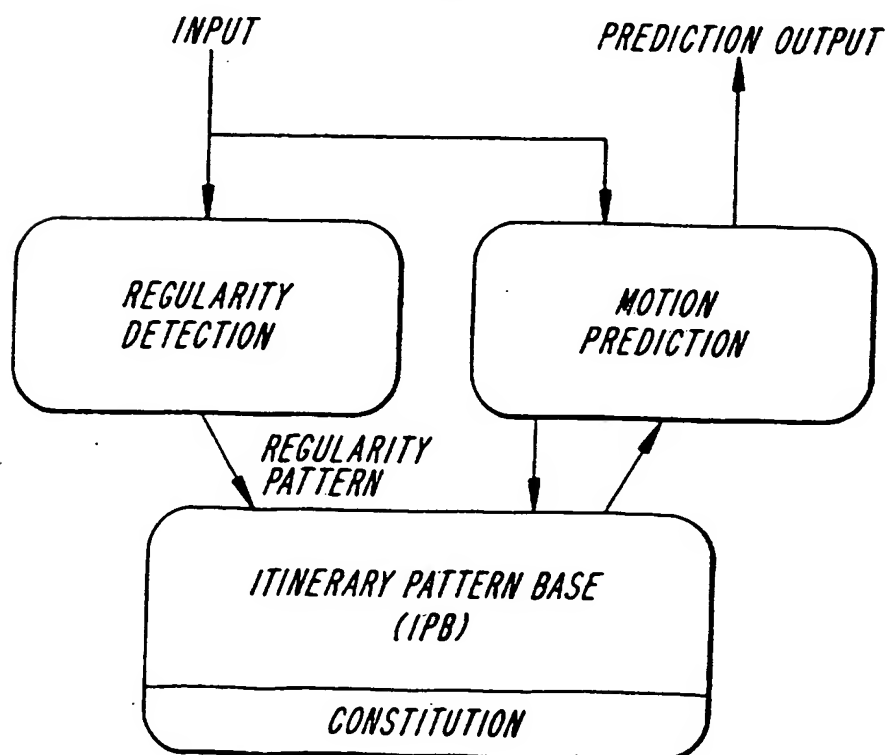 INPUT
PREDICTION OUTPUT
REGULARITY
DETECTION
MOTION
PREDICTION
REGULARITY
PATTERN
ITINERARY PATTERN BASE
(IPB)
CONSTITUTION